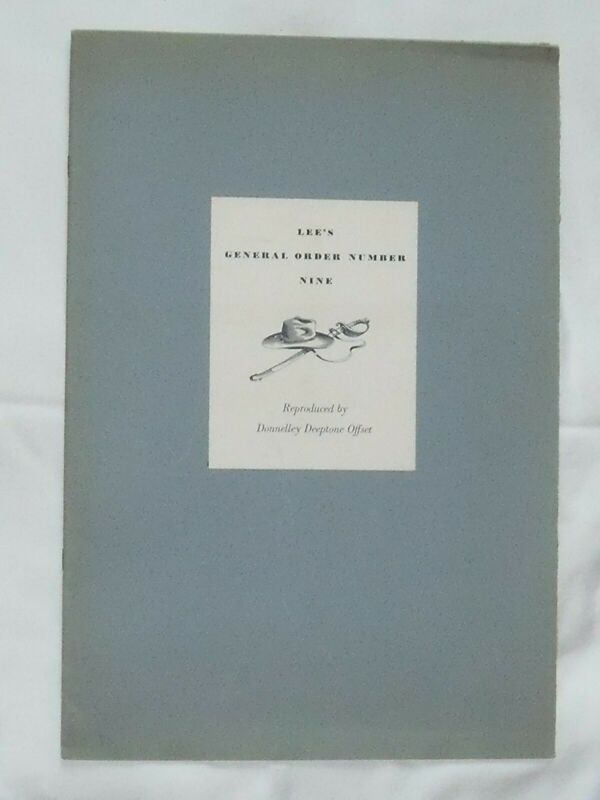 LEE'S
GENERAL ORDER NUMBER
NINE
Reproduced by
Donnelley Deeptone Offset